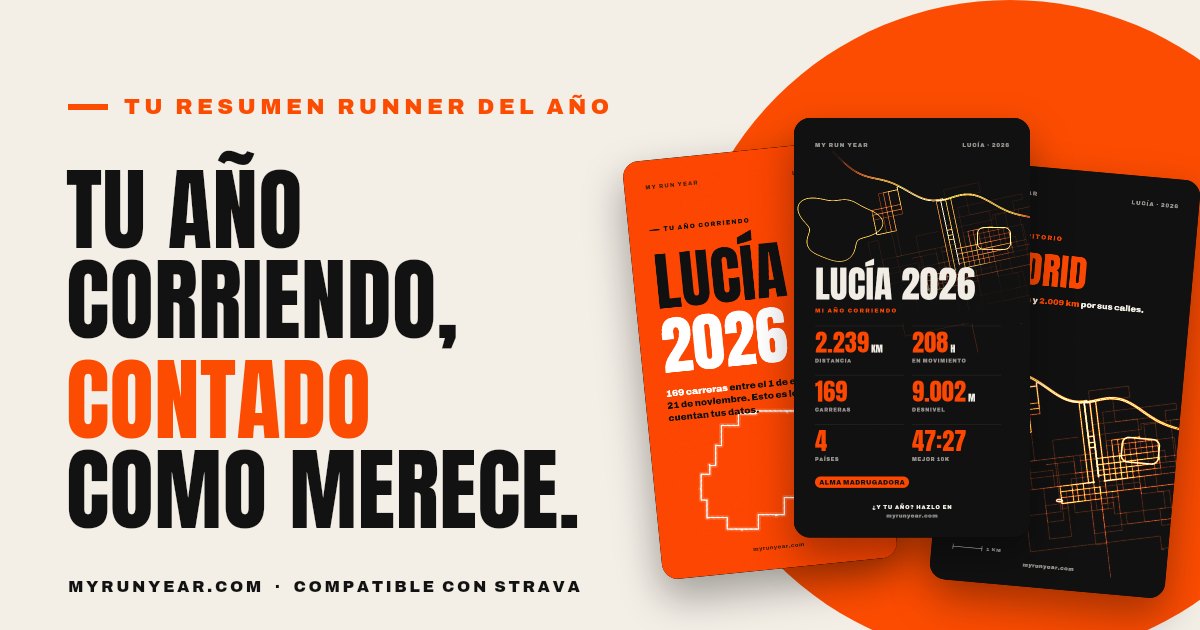 TU RESUMEN RUNNER DEL AÑO
TU AÑO
CORRIENDO,
CONTADO
COMO MERECE.
MYRUNYEAR.COM · COMPATIBLE CON STRAVA
MY RUN YEAR
TU AÑO CORRIENDO
LUCÍA
2026
169 carreras entre el 1 de
21 de noviembre. Esto es
cuentan tus datos.
myrunyear.com
MY RUN YEAR
LUCÍA · 2026
LUCÍA 2026
MI AÑO CORRIENDO
2.239 KM
DISTANCIA
208 H
EN MOVIMIENTO
169
CARRERAS
9.002 M
DESNIVEL
4
PAÍSES
47:27
MEJOR 10K
ALMA MADRUGADORA
¿Y TU AÑO? HAZLO EN
myrunyear.com
LUCÍA · 2026
y 2.009 km por sus calles.
1 KM
myrunyear.com